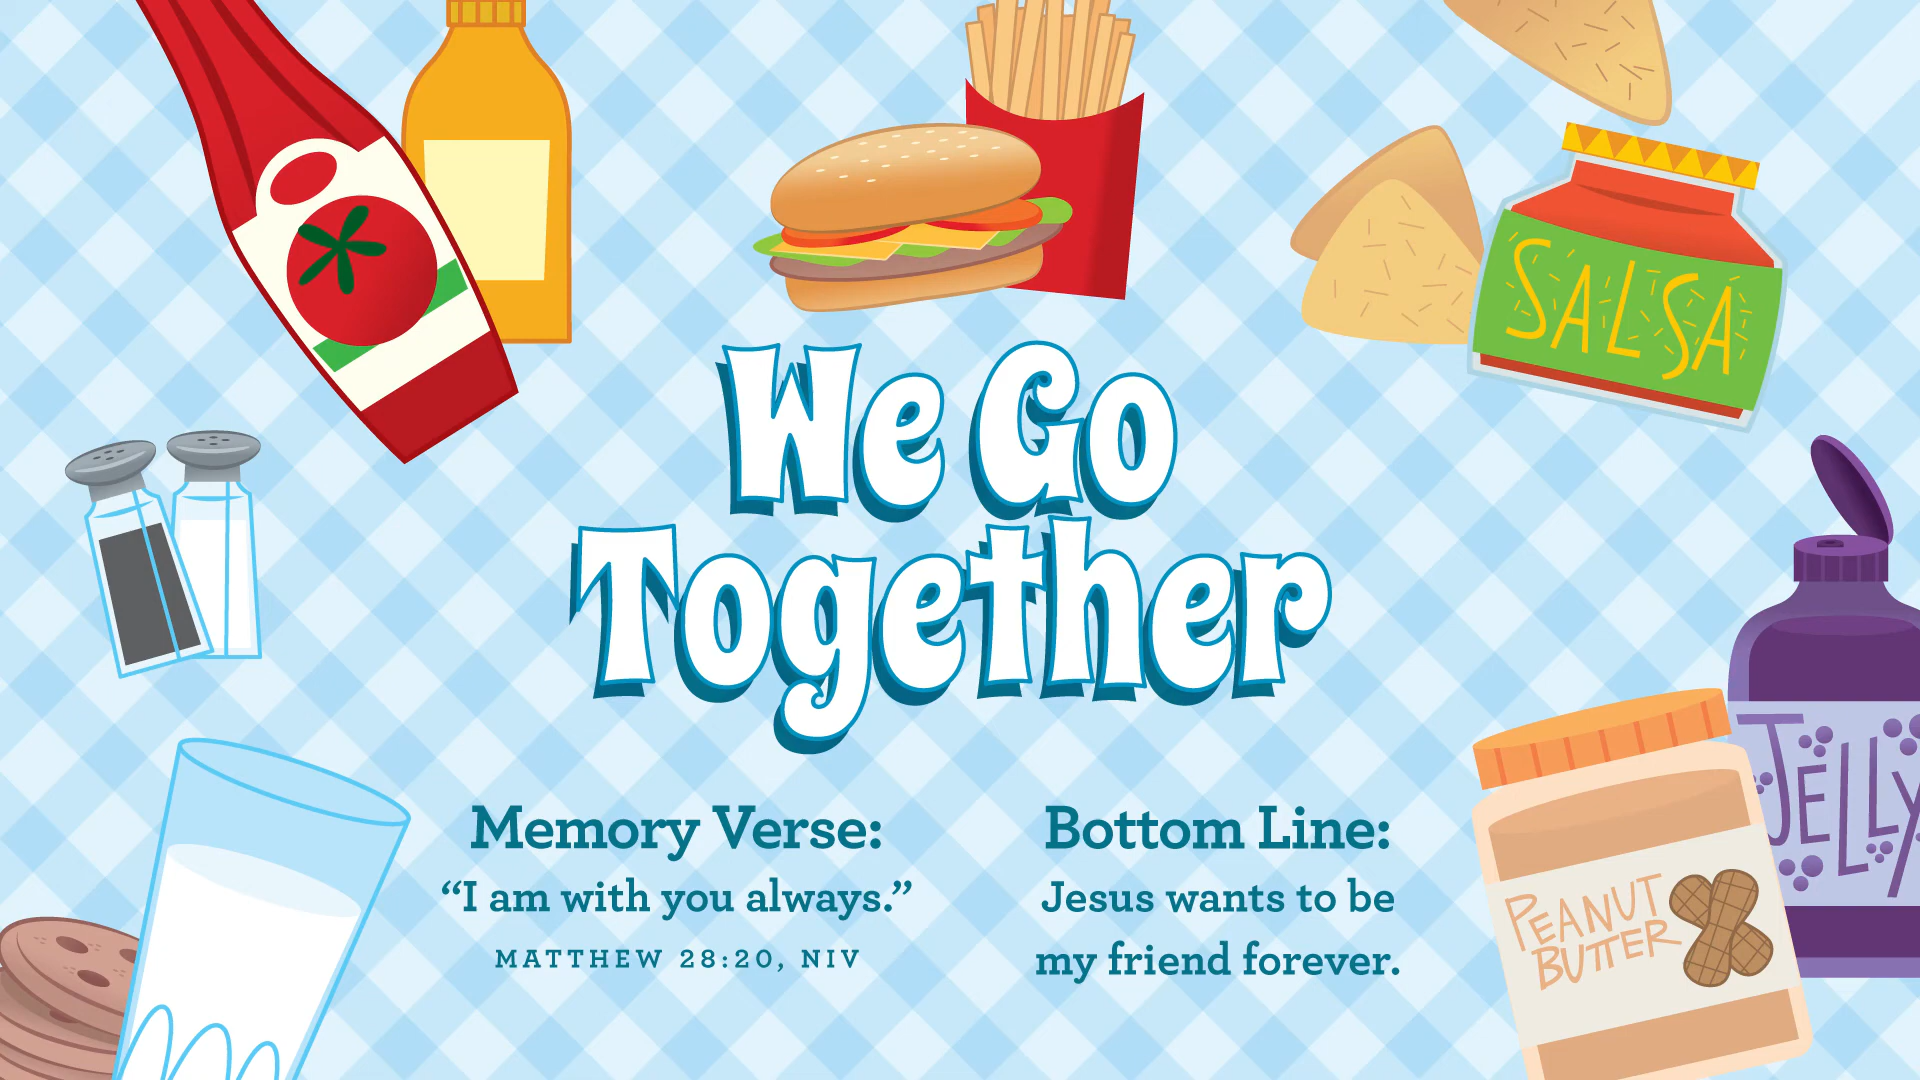 SALSA
We Go
Together
JELLY
Memory Verse:
“I am with you always.”
MATTHEW 28:20, NIV
Bottom Line:
Jesus wants to be
my friend forever.
PEANUT
BUTTER